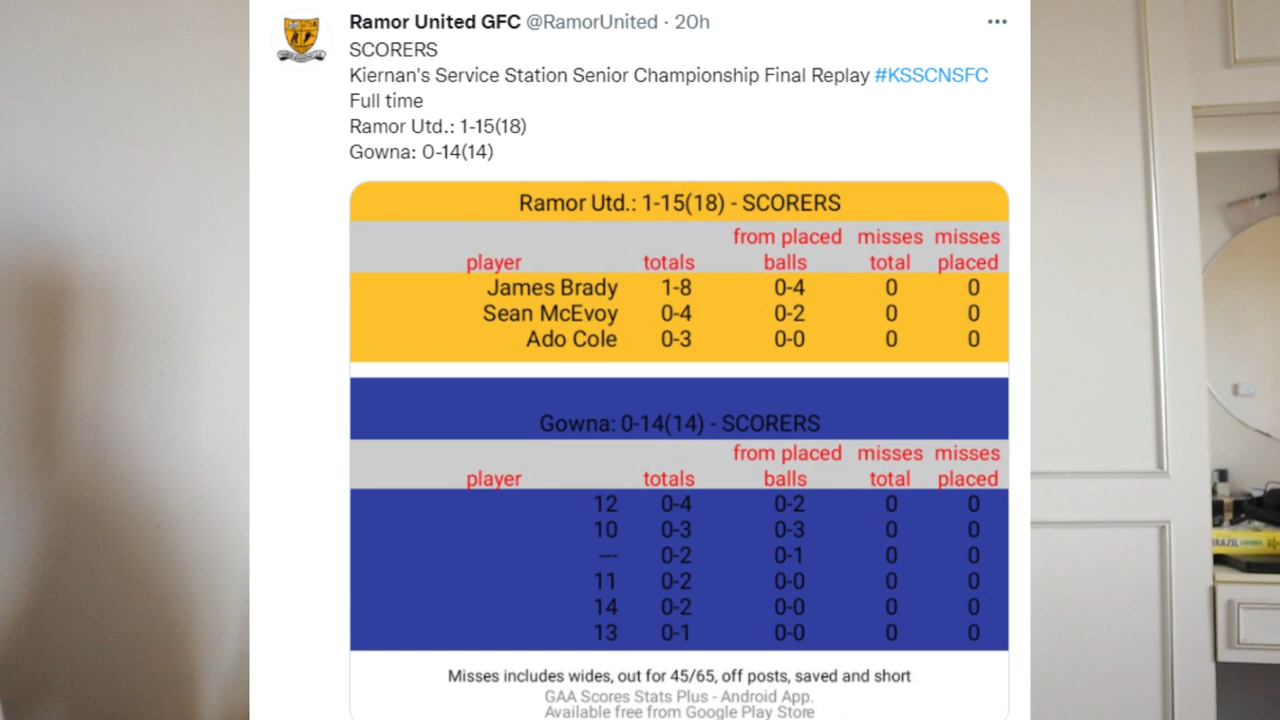 Ramor United GFC @RamorUnited · 20h
SCORERS
Kiernan's Service Station Senior Championship Final Replay #KSSCNSFC
Full time
Ramor Utd.: 1-15(18)
Gowna: 0-14(14)
Ramor Utd.: 1-15(18) - SCORERS
from placed misses misses
player totals balls total placed
James Brady 1-8 0-4 0 0
Sean McEvoy 0-4 0-2 0 0
Ado Cole 0-3 0-0 0 0
Gowna: 0-14(14) - SCORERS
from placed misses misses
player totals balls total placed
12 0-4 0-2 0 0
10 0-3 0-3 0 0
--- 0-2 0-1 0 0
11 0-2 0-0 0 0
14 0-2 0-0 0 0
13 0-1 0-0 0 0
Misses includes wides, out for 45/65, off posts, saved and short
GAA Scores Stats Plus - Android App.
Available free from Google Play Store
BRAZIL